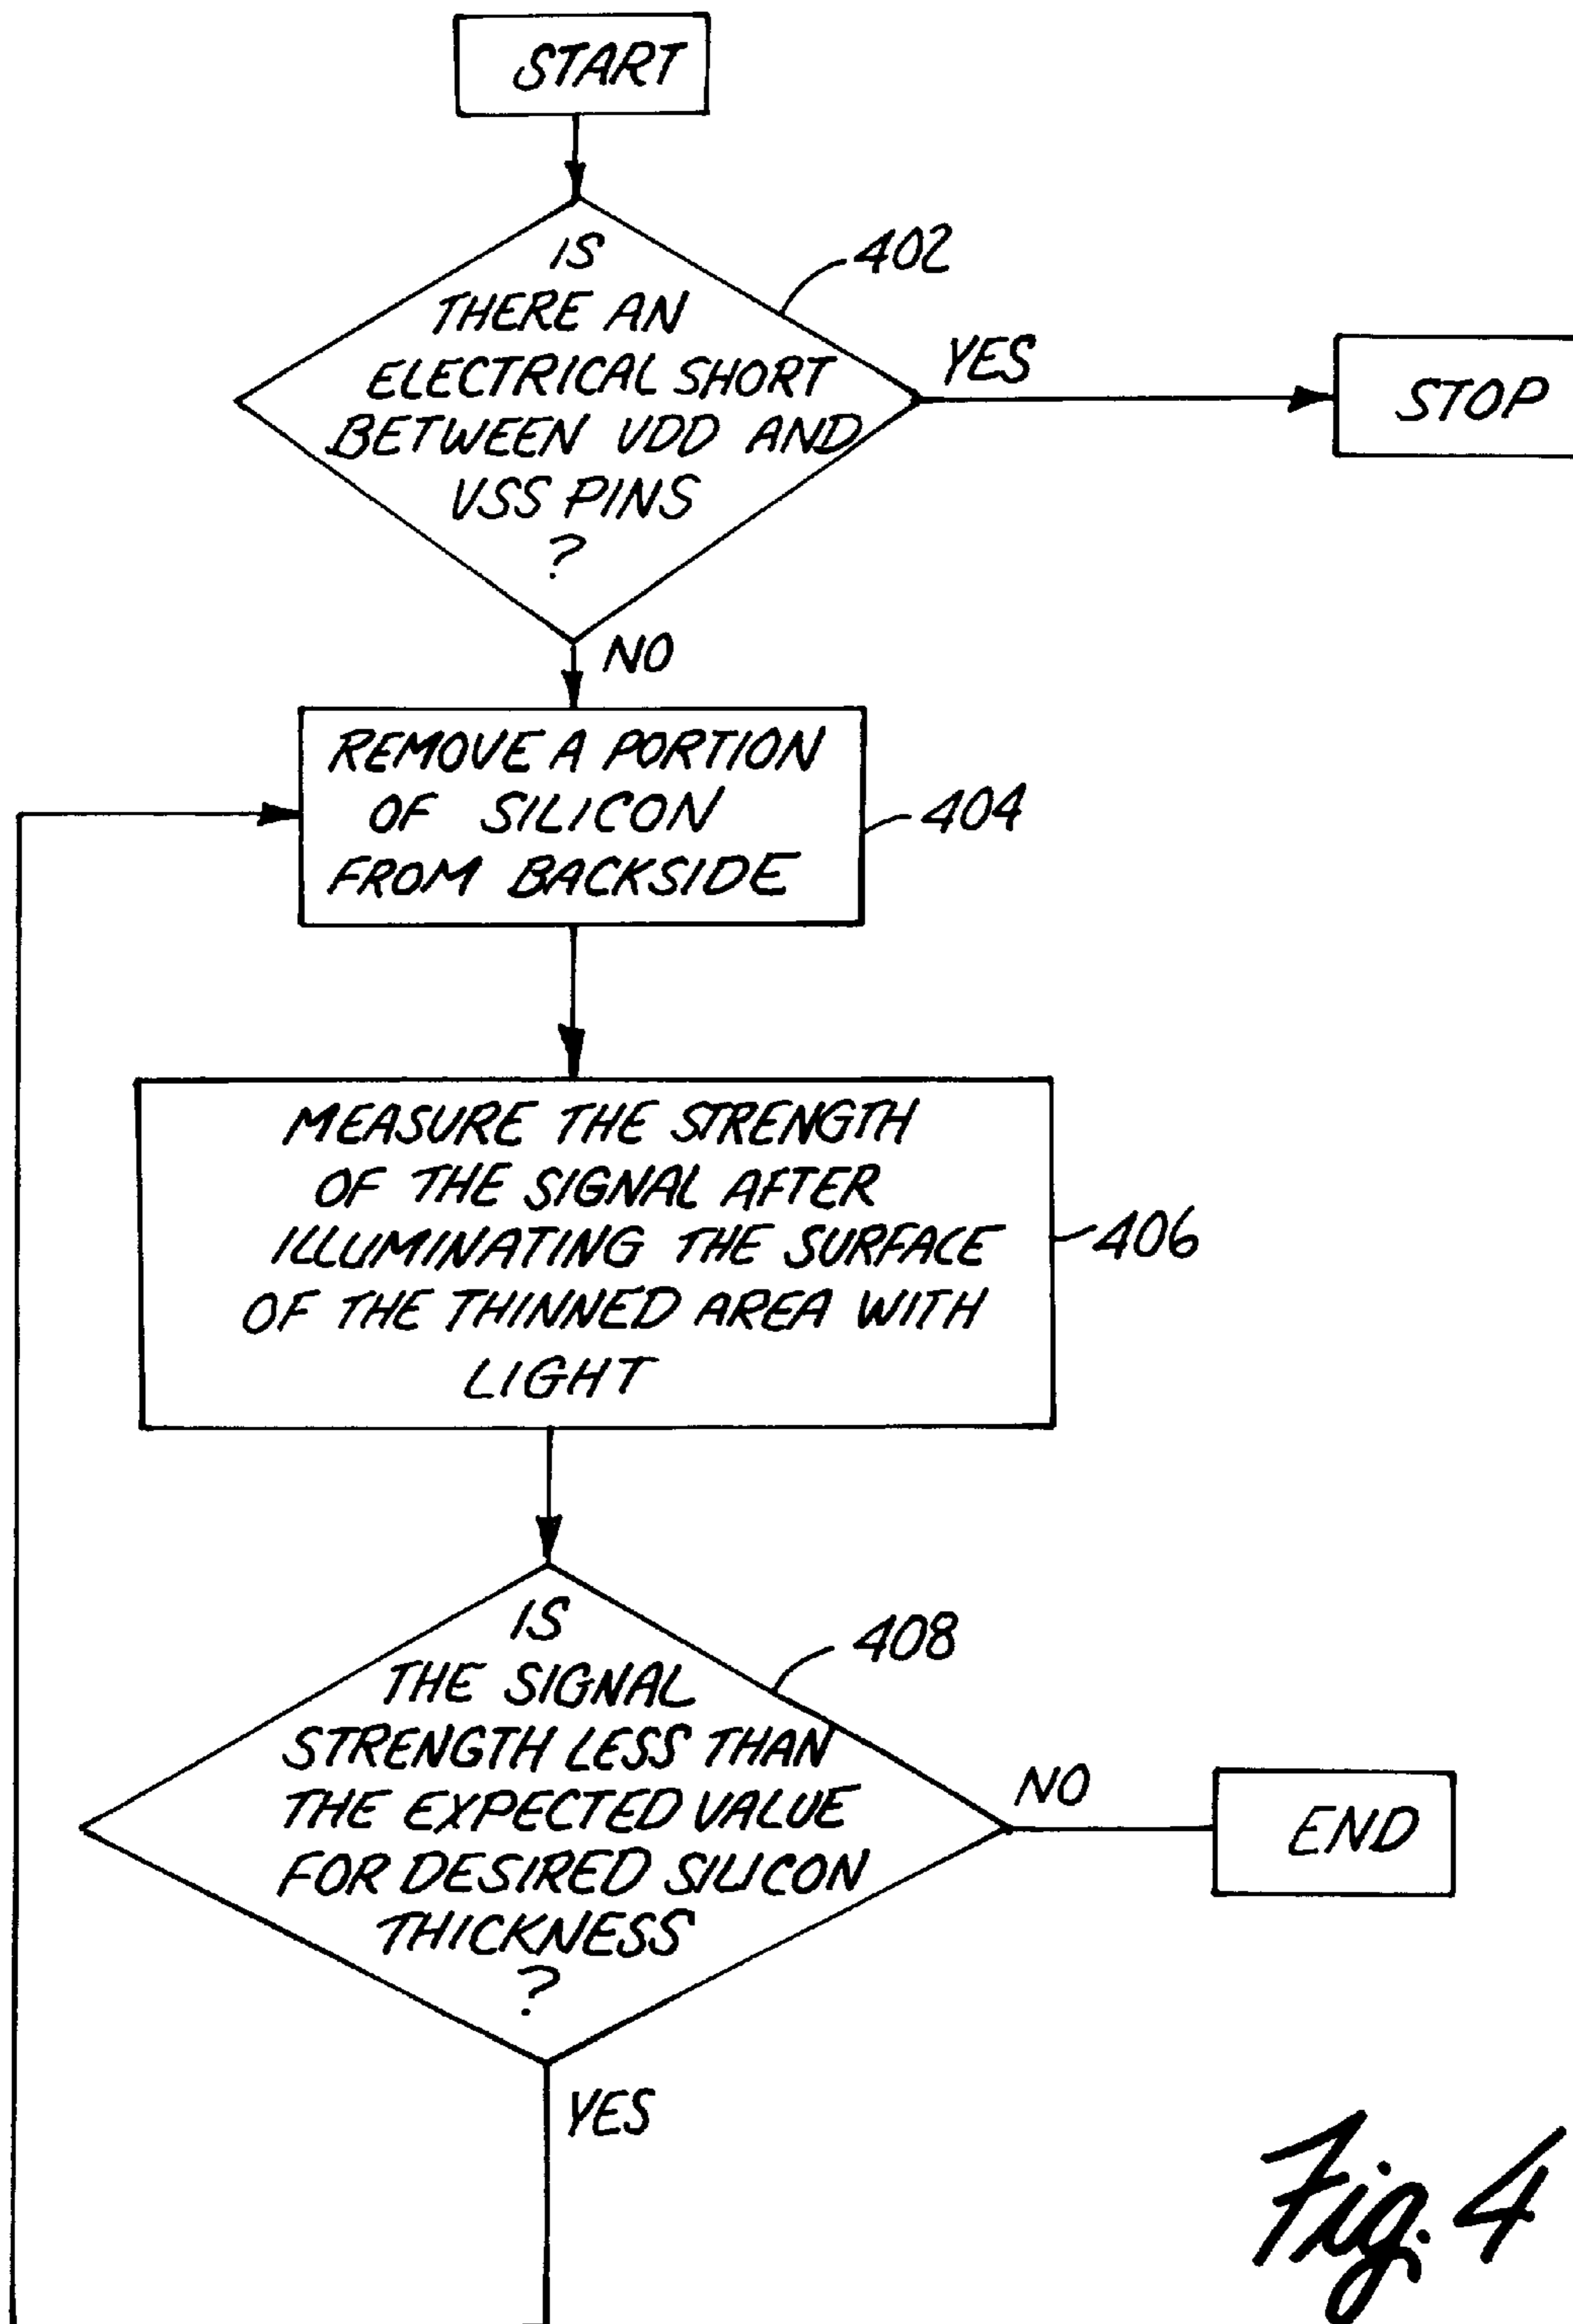 START
IS
THERE AN
ELECTRICAL SHORT
BETWEEN VDD AND
VSS PINS
?
402
YES
STOP
NO
REMOVE A PORTION
OF SILICON
FROM BACKSIDE
404
MEASURE THE STRENGTH
OF THE SIGNAL AFTER
ILLUMINATING THE SURFACE
OF THE THINNED AREA WITH
LIGHT
406
IS
THE SIGNAL
STRENGTH LESS THAN
THE EXPECTED VALUE
FOR DESIRED SILICON
THICKNESS
?
408
NO
END
YES
Fig. 4